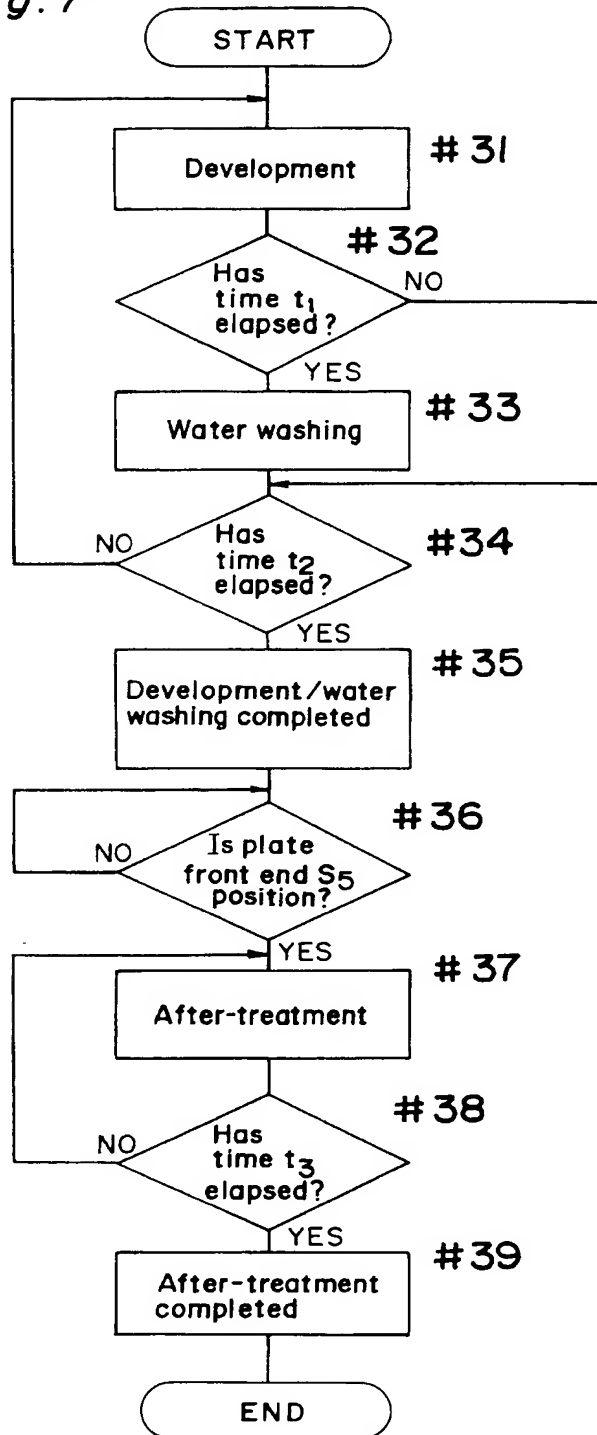 g. 7
START
Development
#31
#32
Has
time t1
elapsed?
NO
YES
Water washing
#33
Has
time t2
elapsed?
NO
#34
YES
Development/water
washing completed
#35
#36
Is plate
front end S5
position?
NO
YES
#37
After-treatment
#38
Has
time t3
elapsed?
NO
YES
#39
After-treatment
completed
END